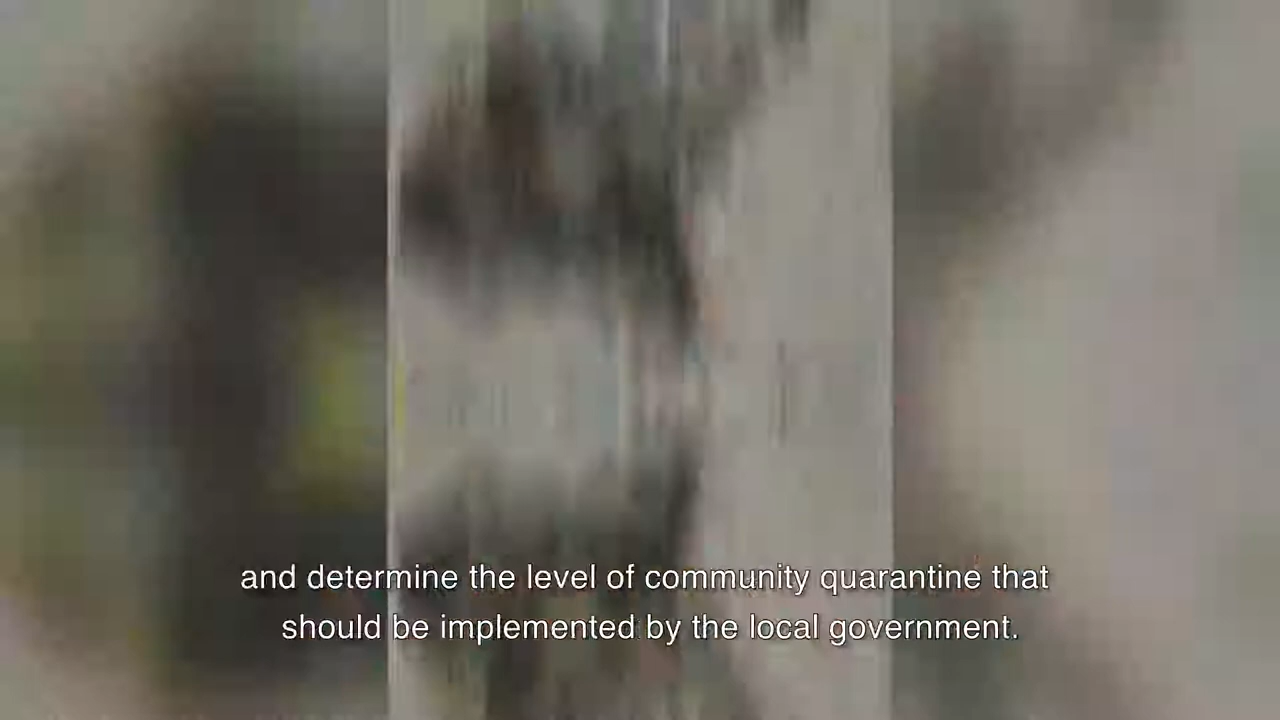 and determine the level of community quarantine that
should be implemented by the local government.